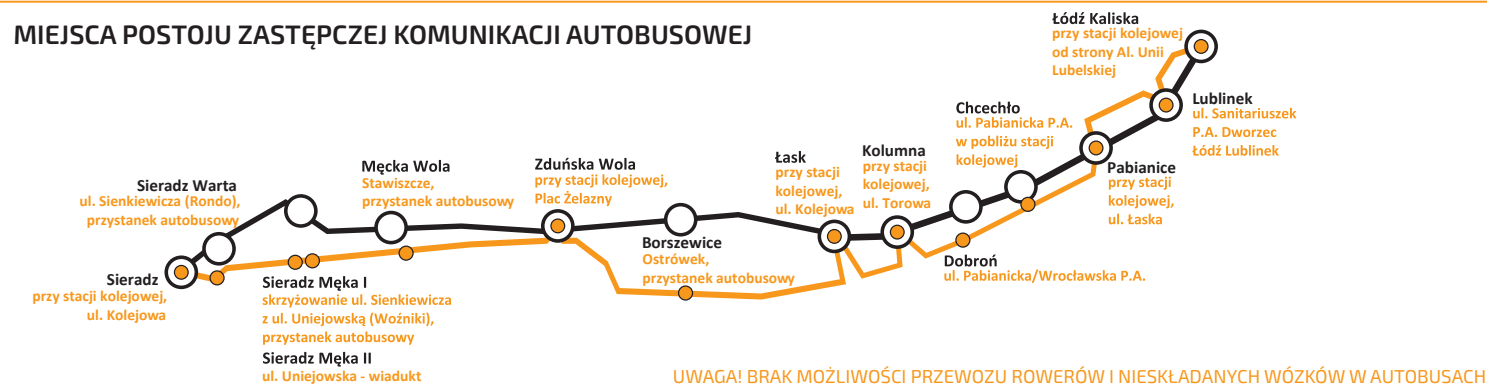 MIEJSCA POSTOJU ZASTĘPCZEJ KOMUNIKACJI AUTOBUSOWEJ
Łódź Kaliska
przy stacji kolejowej
od strony Al. Unii
Lubelskiej
Lublinek
ul. Sanitariuszek
P.A. Dworzec
Łódź Lublinek
Chcechło
ul. Pabianicka P.A.
w pobliżu stacji
kolejowej
Pabianice
przy stacji
kolejowej,
ul. Łaska
Kolumna
przy stacji
kolejowej,
ul. Torowa
Dobroń
ul. Pabianicka/Wrocławska P.A.
Łask
przy stacji
kolejowej,
ul. Kolejowa
Zduńska Wola
przy stacji kolejowej,
Plac Żelazny
Borszewice
Ostrówek,
przystanek autobusowy
Męcka Wola
Stawiszcze,
przystanek autobusowy
Sieradz Warta
ul. Sienkiewicza (Rondo),
przystanek autobusowy
Sieradz
przy stacji kolejowej,
ul. Kolejowa
Sieradz Męka I
skrzyżowanie ul. Sienkiewicza
z ul. Uniejowską (Woźniki),
przystanek autobusowy
Sieradz Męka II
ul. Uniejowska - wiadukt
UWAGA! BRAK MOŻLIWOŚCI PRZEWOZU ROWERÓW I NIESKŁADANYCH WÓZKÓW W AUTOBUSACH